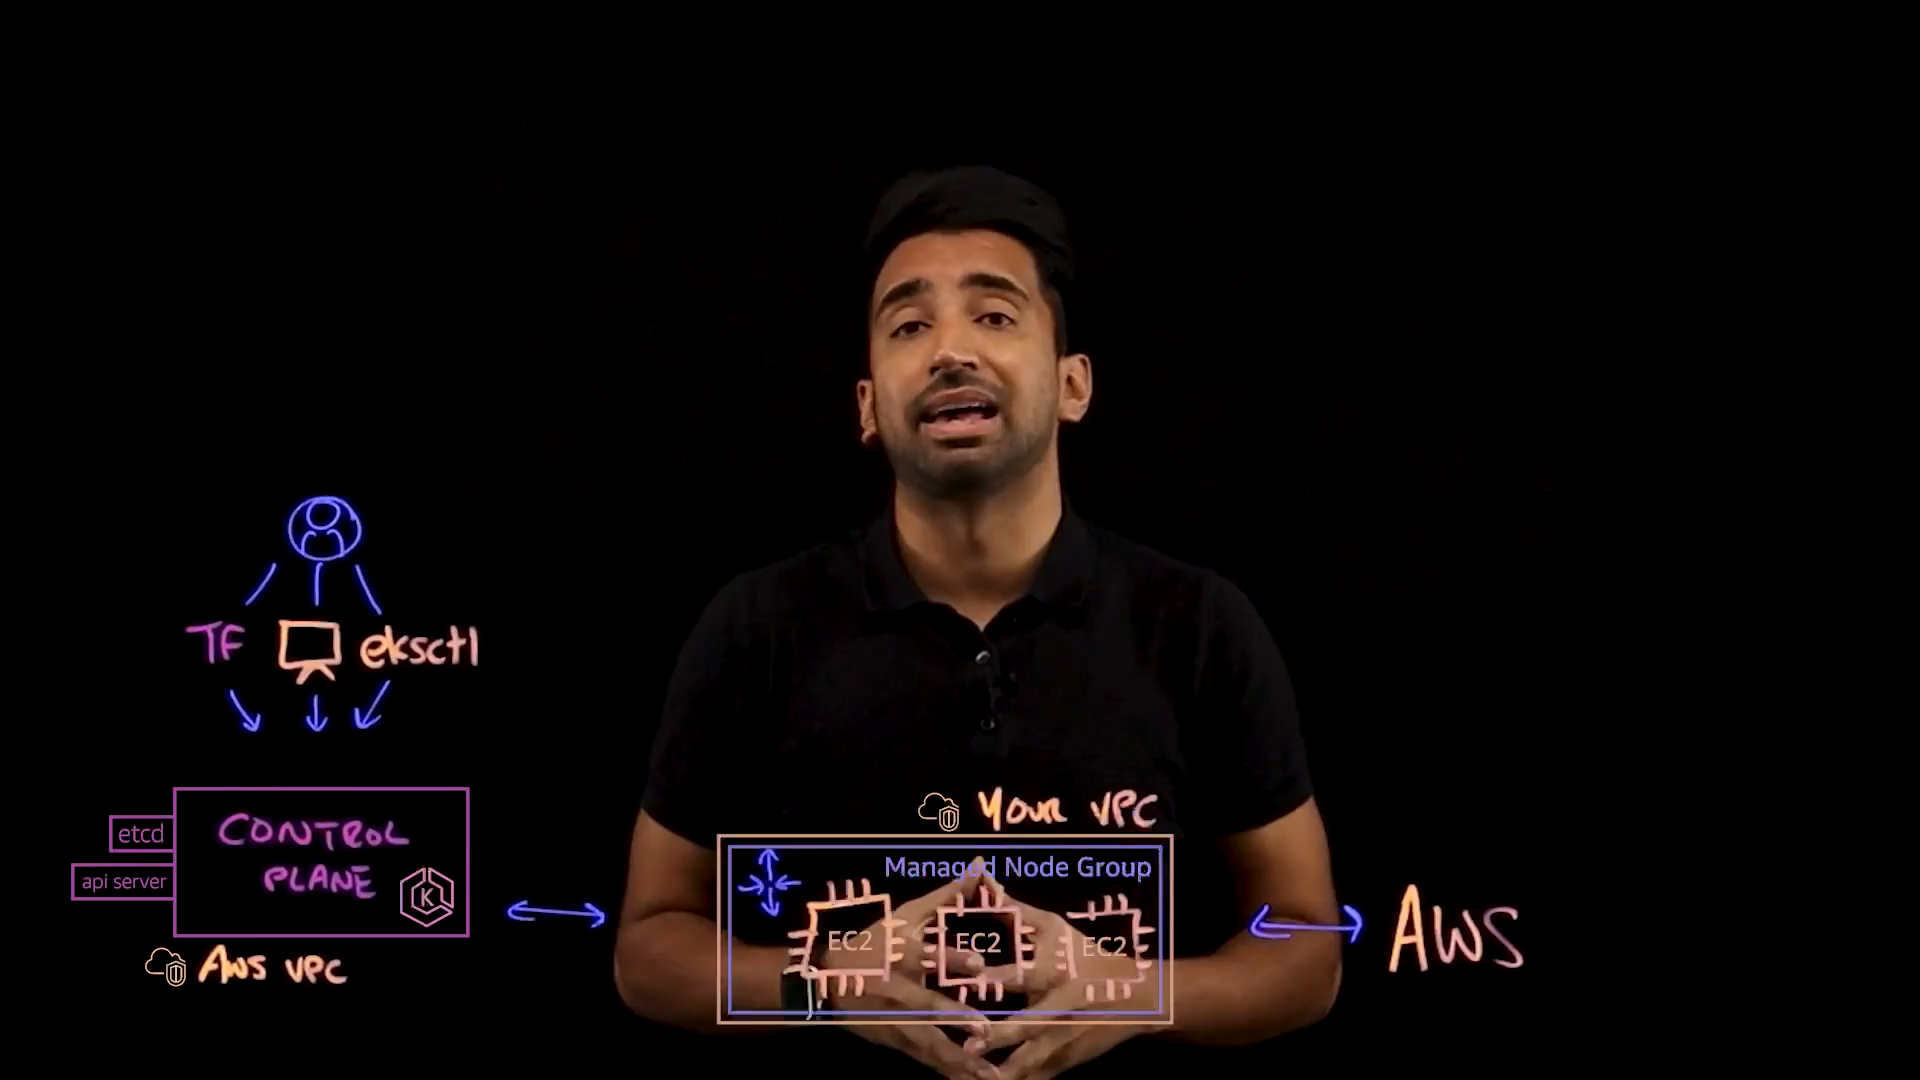 TF
eksctl
etcd
api server
CONTROL
PLANE
K
AWS VPC
Your VPC
Managed Node Group
EC2
EC2
EC2
AWS